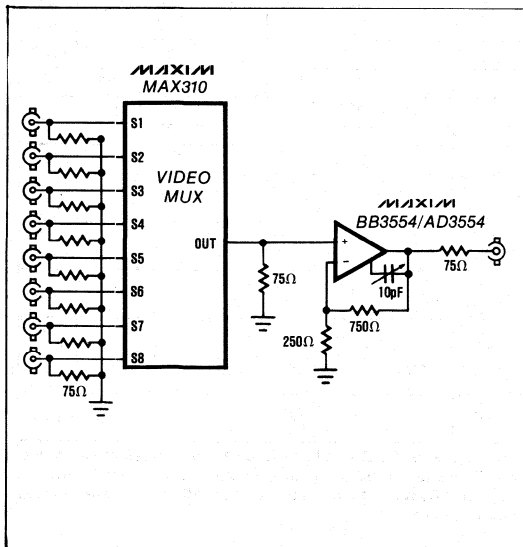 MAXIM
MAX310
S1
S2
S3
S4
S5
S6
S7
S8
VIDEO
MUX
OUT
75Ω
75Ω
MAXIM
BB3554/AD3554
+
−
10pF
75Ω
750Ω
250Ω